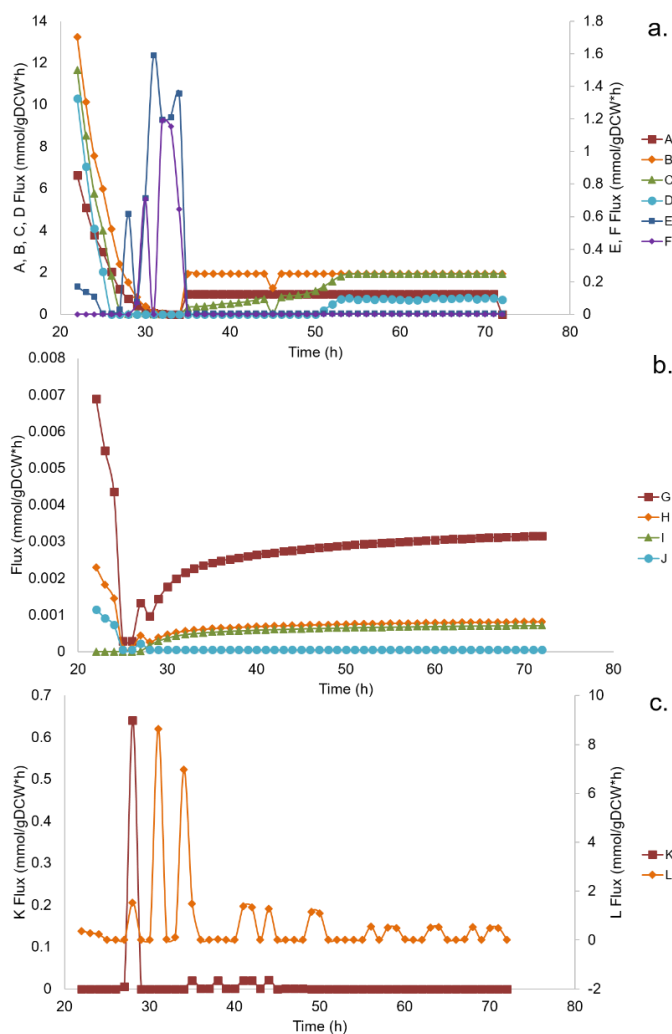 a.
14
12
10
8
6
4
2
0
A, B, C, D Flux (mmol/gDCW*h)
1.8
1.6
1.4
1.2
1
0.8
0.6
0.4
0.2
0
E, F Flux (mmol/gDCW*h)
A
B
C
D
E
F
20 30 40 50 60 70 80
Time (h)
b.
0.008
0.007
0.006
0.005
0.004
0.003
0.002
0.001
0
Flux (mmol/gDCW*h)
G
H
I
J
20 30 40 50 60 70 80
Time (h)
c.
0.7
0.6
0.5
0.4
0.3
0.2
0.1
0
K Flux (mmol/gDCW*h)
10
8
6
4
2
0
-2
L Flux (mmol/gDCW*h)
K
L
20 30 40 50 60 70 80
Time (h)